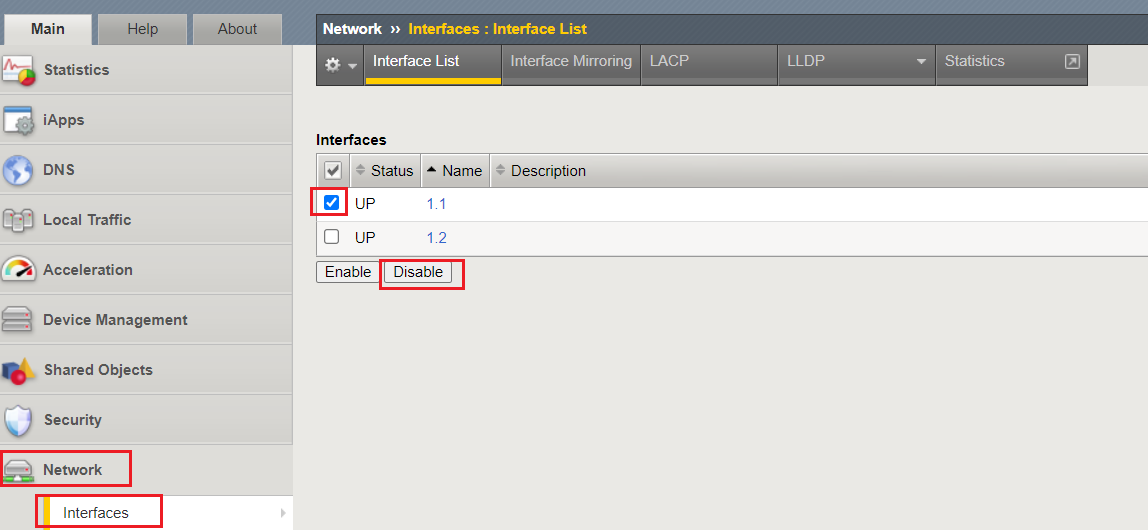 Main Help About
Statistics
iApps
DNS
Local Traffic
Acceleration
Device Management
Shared Objects
Security
Network
Interfaces
Network ›› Interfaces : Interface List
Interface List Interface Mirroring LACP LLDP Statistics
Interfaces
Status Name Description
UP 1.1
UP 1.2
Enable Disable